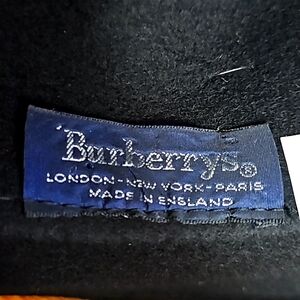 Burberrys®
LONDON-NEW YORK-PARIS
MADE IN ENGLAND